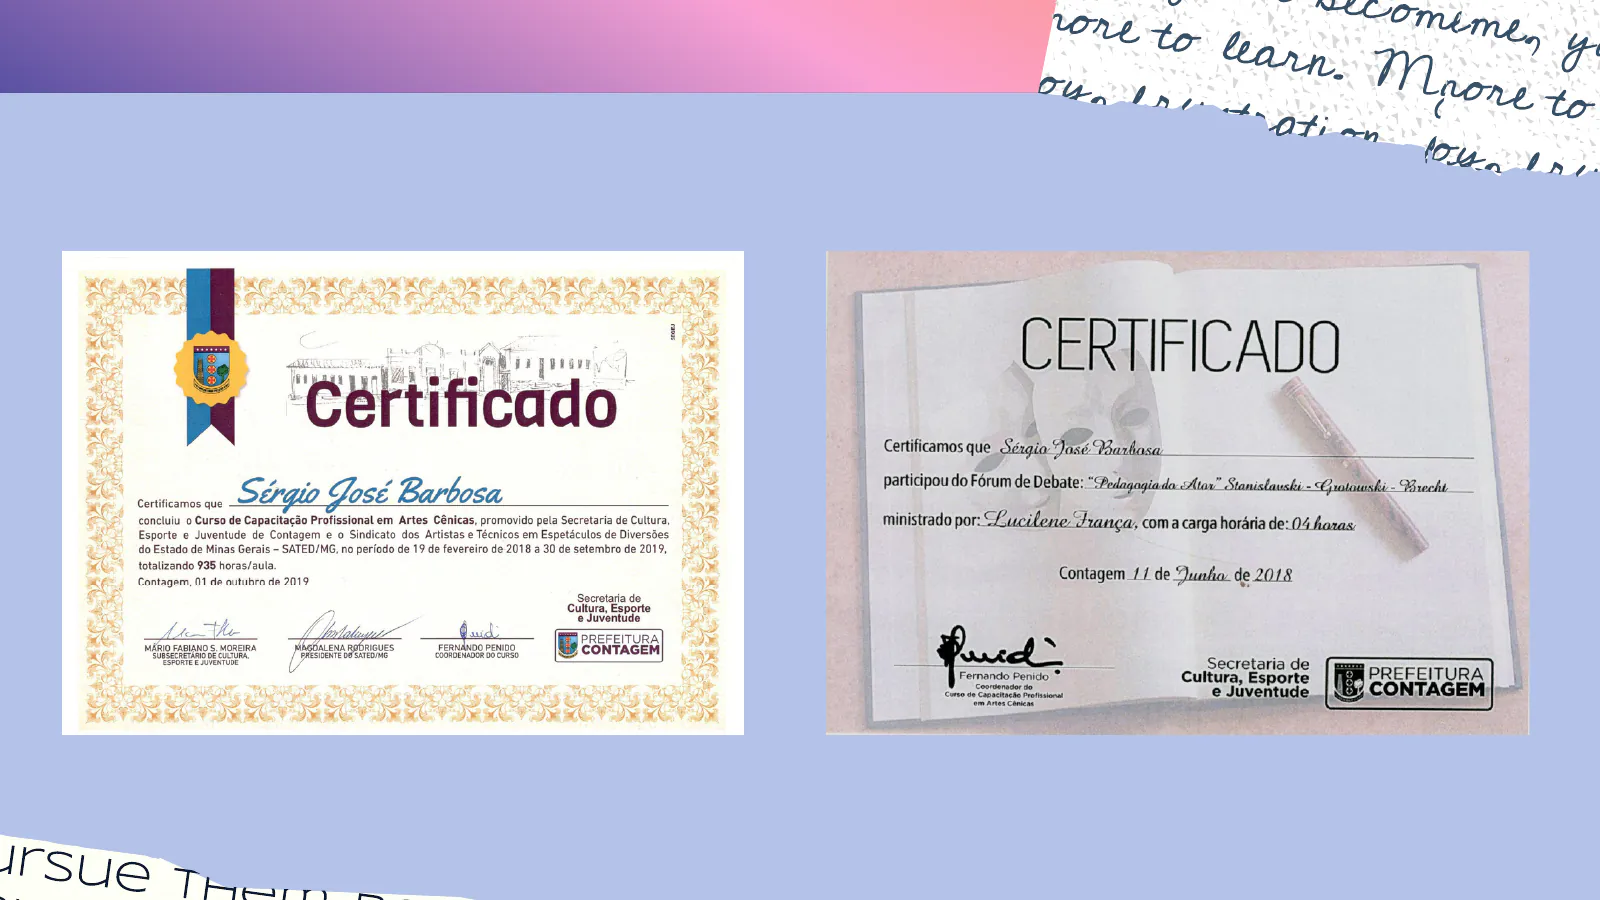 becomeme, y
more to learn. Mnore to
Certificado
Certificamos que Sérgio José Barbosa
concluiu o Curso de Capacitação Profissional em Artes Cênicas, promovido pela Secretaria de Cultura,
Esporte e Juventude de Contagem e o Sindicato dos Artistas e Técnicos em Espetáculos de Diversões
do Estado de Minas Gerais – SATED/MG, no período de 19 de fevereiro de 2018 a 30 de setembro de 2019,
totalizando 935 horas/aula.
Contagem, 01 de outubro de 2019
MÁRIO FABIANO S. MOREIRA
SUBSECRETÁRIO DE CULTURA,
ESPORTE E JUVENTUDE
MAGDALENA RODRIGUES
PRESIDENTE DO SATED/MG
FERNANDO PENIDO
COORDENADOR DO CURSO
Secretaria de
Cultura, Esporte
e Juventude
PREFEITURA
CONTAGEM
CERTIFICADO
Certificamos que Sérgio José Barbosa
participou do Fórum de Debate: "Pedagogia do Ator" Stanislauski - Grotowski - Brecht
ministrado por: Lucilene França, com a carga horária de: 04 horas
Contagem 11 de Junho de 2018
Fernando Penido
Coordenador do
Curso de Capacitação Profissional
em Artes Cênicas
Secretaria de
Cultura, Esporte
e Juventude
PREFEITURA
CONTAGEM
ursue THem